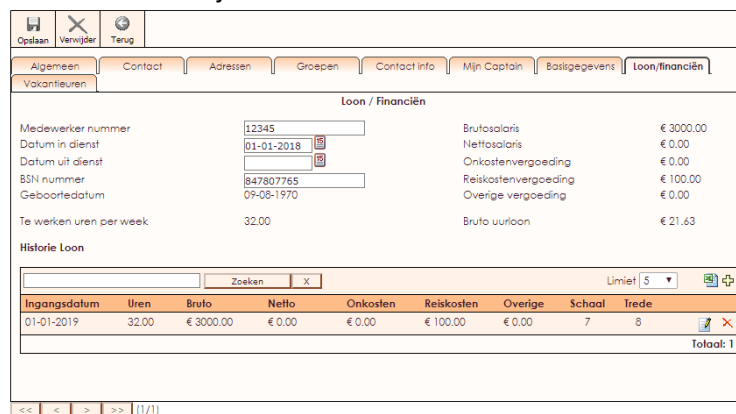 Opslaan Verwijder Terug
Algemeen Contact Adressen Groepen Contact info Mijn Captain Basisgegevens Loon/financiën
Vakantieuren
Loon / Financiën
Medewerker nummer 12345 Brutosalaris € 3000.00
Datum in dienst 01-01-2018 15 Nettosalaris € 0.00
Datum uit dienst 15 Onkostenvergoeding € 0.00
BSN nummer 847807765 Reiskostenvergoeding € 100.00
Geboortedatum 09-08-1970 Overige vergoeding € 0.00
Te werken uren per week 32.00 Bruto uurloon € 21.63
Historie Loon
Zoeken X Limiet 5
Ingangsdatum Uren Bruto Netto Onkosten Reiskosten Overige Schaal Trede
01-01-2019 32.00 € 3000.00 € 0.00 € 0.00 € 100.00 € 0.00 7 8
Totaal: 1
<< < > >> (1/1)